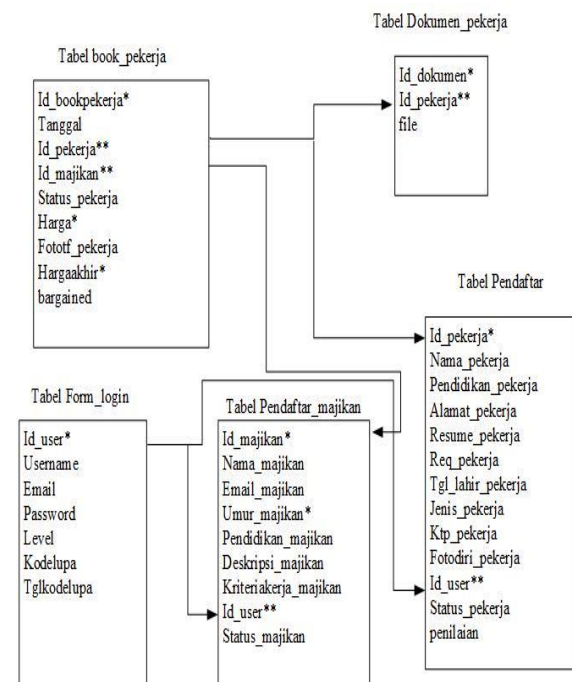 Tabel Dokumen_pekerja
Id_dokumen*
Id_pekerja**
file
Tabel book_pekerja
Id_bookpekerja*
Tanggal
Id_pekerja**
Id_majikan**
Status_pekerja
Harga*
Fototf_pekerja
Hargaakhir*
bargained
Tabel Pendaftar
Id_pekerja*
Nama_pekerja
Pendidikan_pekerja
Alamat_pekerja
Resume_pekerja
Req_pekerja
Tgl_lahir_pekerja
Jenis_pekerja
Ktp_pekerja
Fotodiri_pekerja
Id_user**
Status_pekerja
penilaian
Tabel Form_login
Id_user*
Username
Email
Password
Level
Kodelupa
Tglkodelupa
Tabel Pendaftar_majikan
Id_majikan*
Nama_majikan
Email_majikan
Umur_majikan*
Pendidikan_majikan
Deskripsi_majikan
Kriteriakerja_majikan
Id_user**
Status_majikan